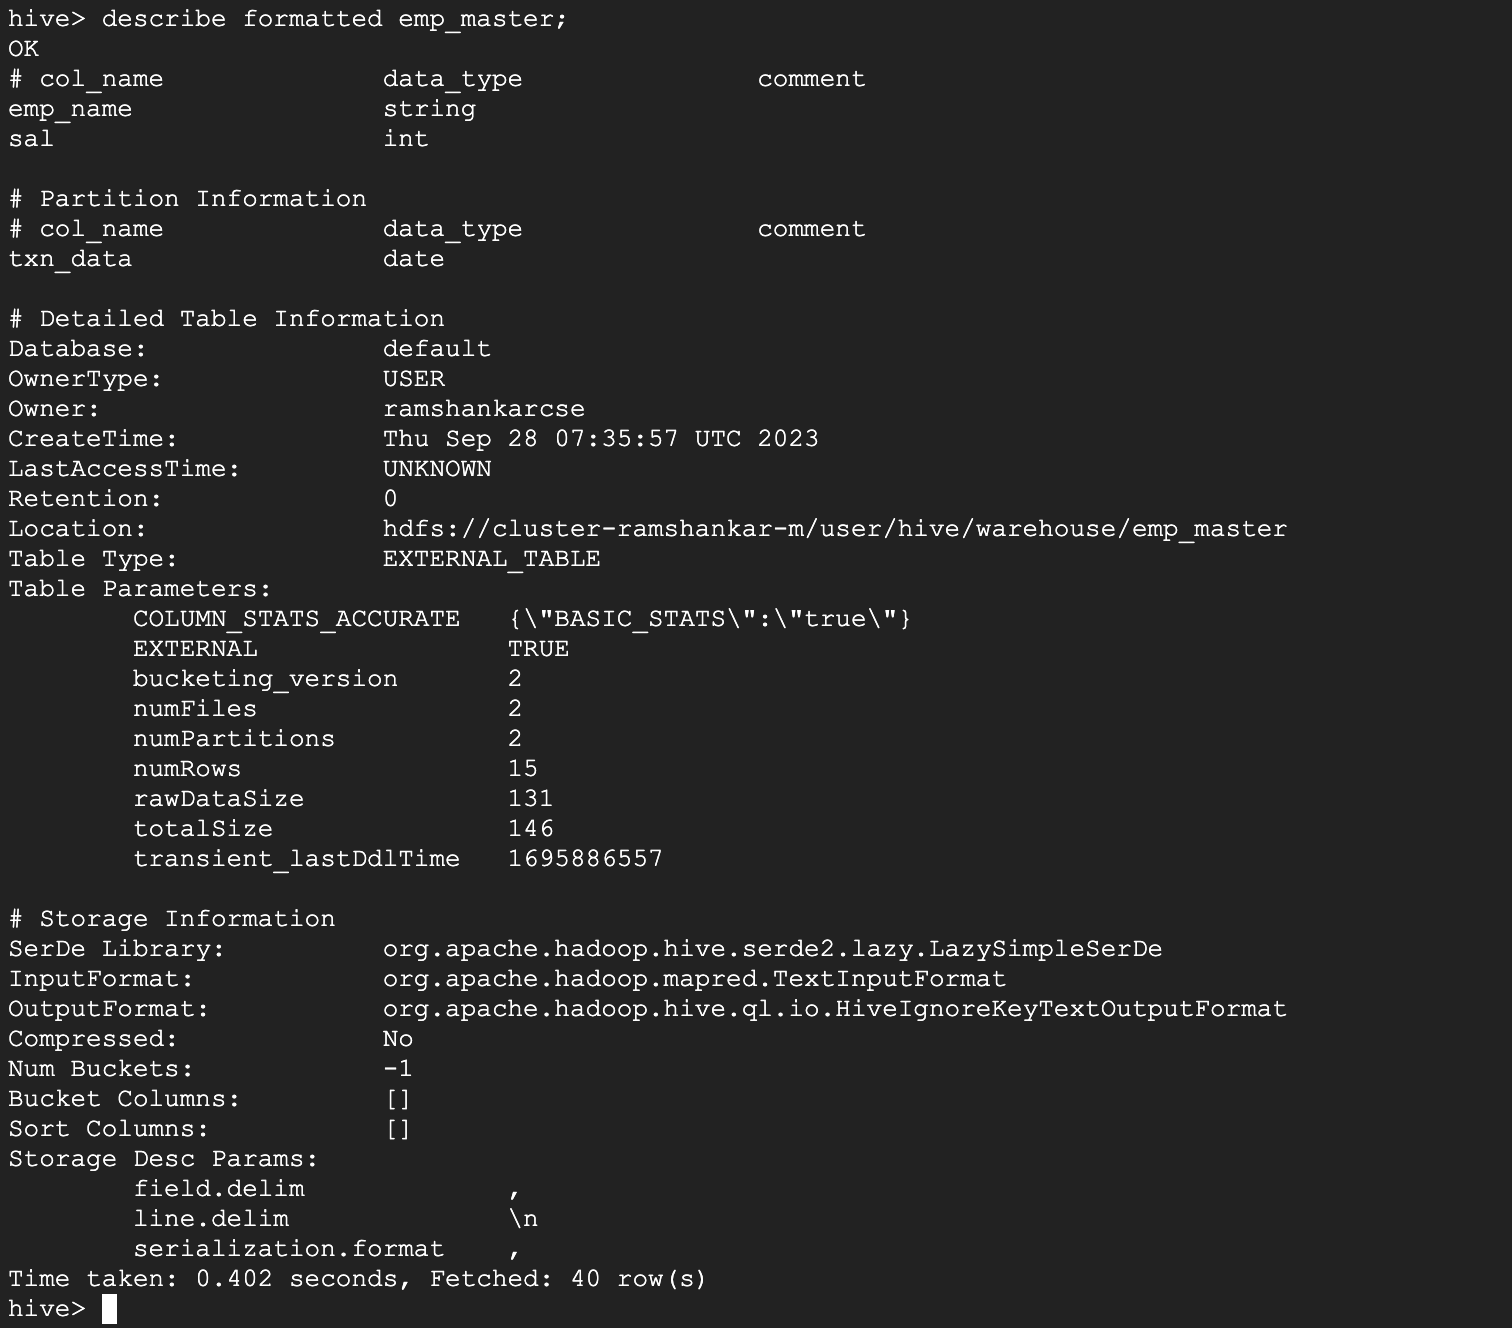 hive> describe formatted emp_master;
OK
# col_name data_type comment
emp_name string
sal int
# Partition Information
# col_name data_type comment
txn_data date
# Detailed Table Information
Database: default
OwnerType: USER
Owner: ramshankarcse
CreateTime: Thu Sep 28 07:35:57 UTC 2023
LastAccessTime: UNKNOWN
Retention: 0
Location: hdfs://cluster-ramshankar-m/user/hive/warehouse/emp_master
Table Type: EXTERNAL_TABLE
Table Parameters:
COLUMN_STATS_ACCURATE {\"BASIC_STATS\":\"true\"}
EXTERNAL TRUE
bucketing_version 2
numFiles 2
numPartitions 2
numRows 15
rawDataSize 131
totalSize 146
transient_lastDdlTime 1695886557
# Storage Information
SerDe Library: org.apache.hadoop.hive.serde2.lazy.LazySimpleSerDe
InputFormat: org.apache.hadoop.mapred.TextInputFormat
OutputFormat: org.apache.hadoop.hive.ql.io.HiveIgnoreKeyTextOutputFormat
Compressed: No
Num Buckets: -1
Bucket Columns: []
Sort Columns: []
Storage Desc Params:
field.delim ,
line.delim \n
serialization.format ,
Time taken: 0.402 seconds, Fetched: 40 row(s)
hive>